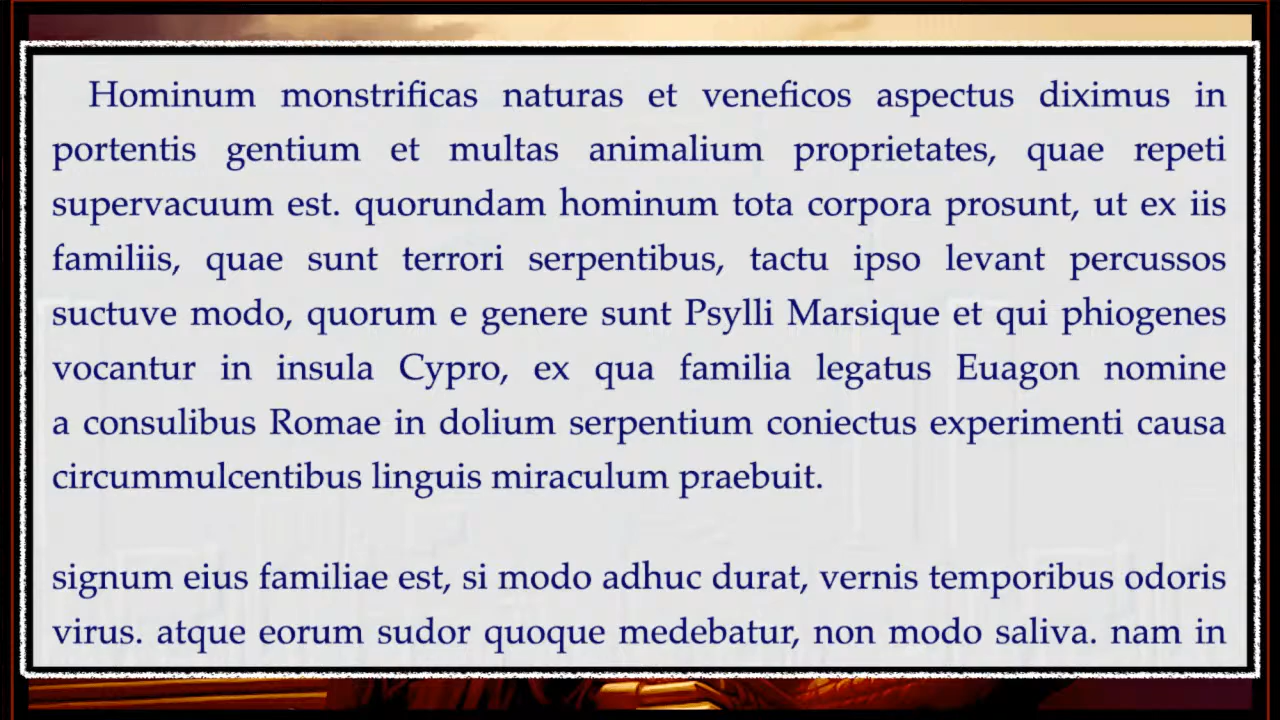 Hominum monstrificas naturas et veneficos aspectus diximus in
portentis gentium et multas animalium proprietates, quae repeti
supervacuum est. quorundam hominum tota corpora prosunt, ut ex iis
familiis, quae sunt terrori serpentibus, tactu ipso levant percussos
suctuve modo, quorum e genere sunt Psylli Marsique et qui phiogenes
vocantur in insula Cypro, ex qua familia legatus Euagon nomine
a consulibus Romae in dolium serpentium coniectus experimenti causa
circummulcentibus linguis miraculum praebuit.
signum eius familiae est, si modo adhuc durat, vernis temporibus odoris
virus. atque eorum sudor quoque medebatur, non modo saliva. nam in